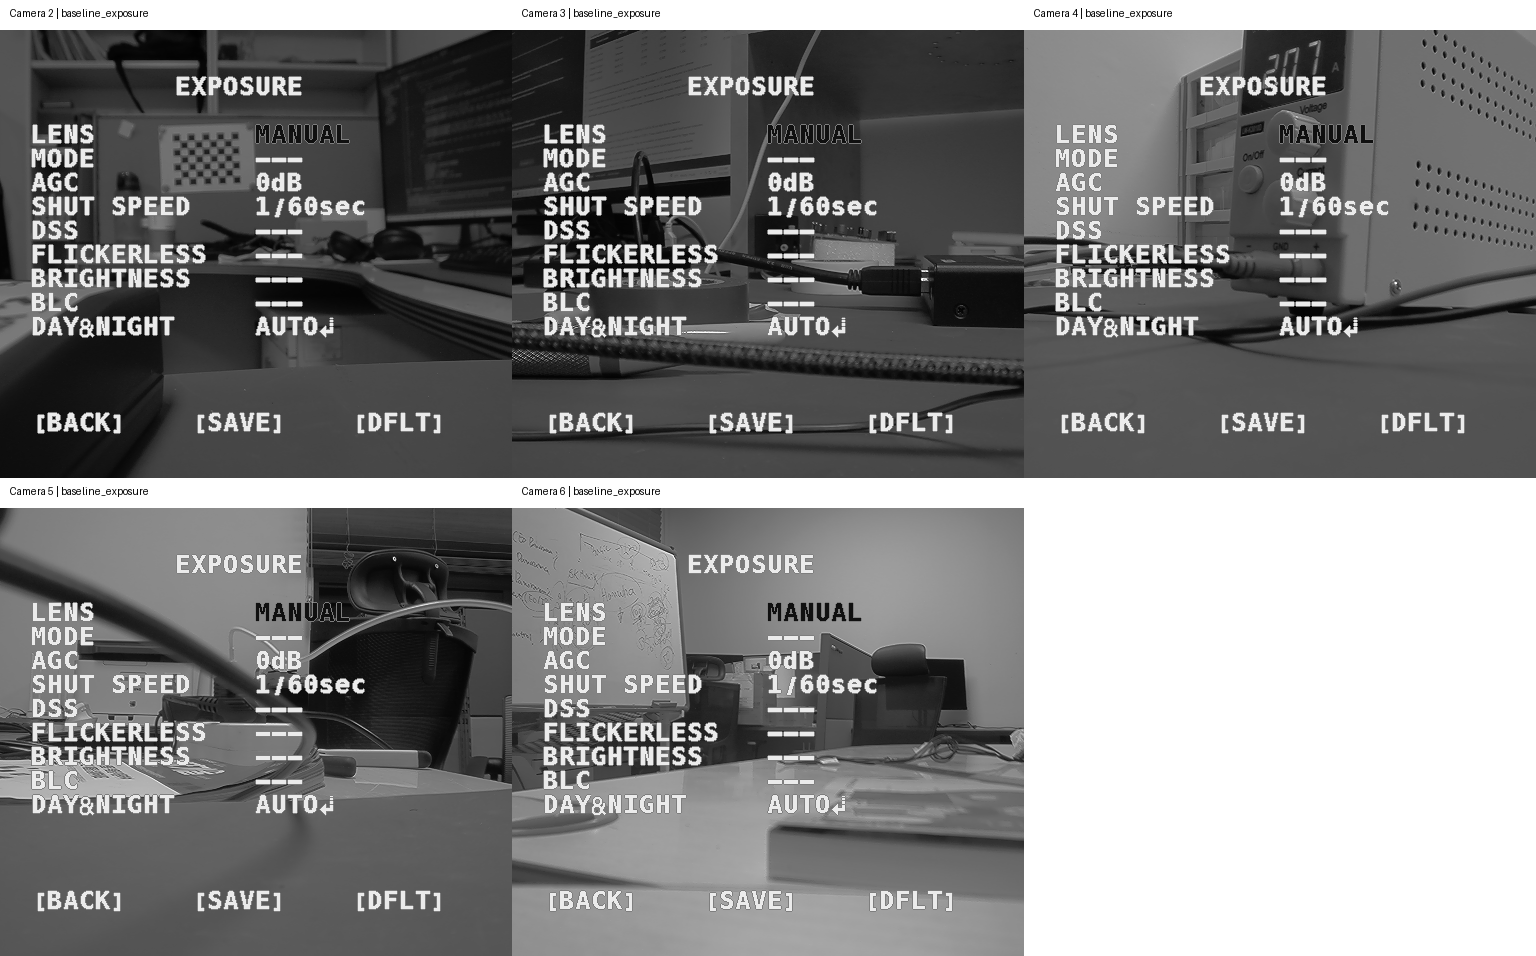 Camera 2 | baseline_exposure
EXPOSURE
LENS MANUAL
MODE ---
AGC 0dB
SHUT SPEED 1/60sec
DSS ---
FLICKERLESS ---
BRIGHTNESS ---
BLC ---
DAY&NIGHT AUTO↲
[BACK] [SAVE] [DFLT]
Camera 3 | baseline_exposure
EXPOSURE
LENS MANUAL
MODE ---
AGC 0dB
SHUT SPEED 1/60sec
DSS ---
FLICKERLESS ---
BRIGHTNESS ---
BLC ---
DAY&NIGHT AUTO↲
[BACK] [SAVE] [DFLT]
Camera 4 | baseline_exposure
207 A
EXPOSURE
Voltage
LENS MANUAL
MODE ---
On/Off
AGC 0dB
SHUT SPEED 1/60sec
DSS ---
GND +
FLICKERLESS ---
BRIGHTNESS ---
BLC ---
DAY&NIGHT AUTO↲
[BACK] [SAVE] [DFLT]
Camera 5 | baseline_exposure
EXPOSURE
LENS MANUAL
MODE ---
AGC 0dB
SHUT SPEED 1/60sec
DSS ---
FLICKERLESS ---
BRIGHTNESS ---
BLC ---
DAY&NIGHT AUTO↲
[BACK] [SAVE] [DFLT]
Camera 6 | baseline_exposure
EXPOSURE
LENS MANUAL
MODE ---
AGC 0dB
SHUT SPEED 1/60sec
DSS ---
FLICKERLESS ---
BRIGHTNESS ---
BLC ---
DAY&NIGHT AUTO↲
[BACK] [SAVE] [DFLT]